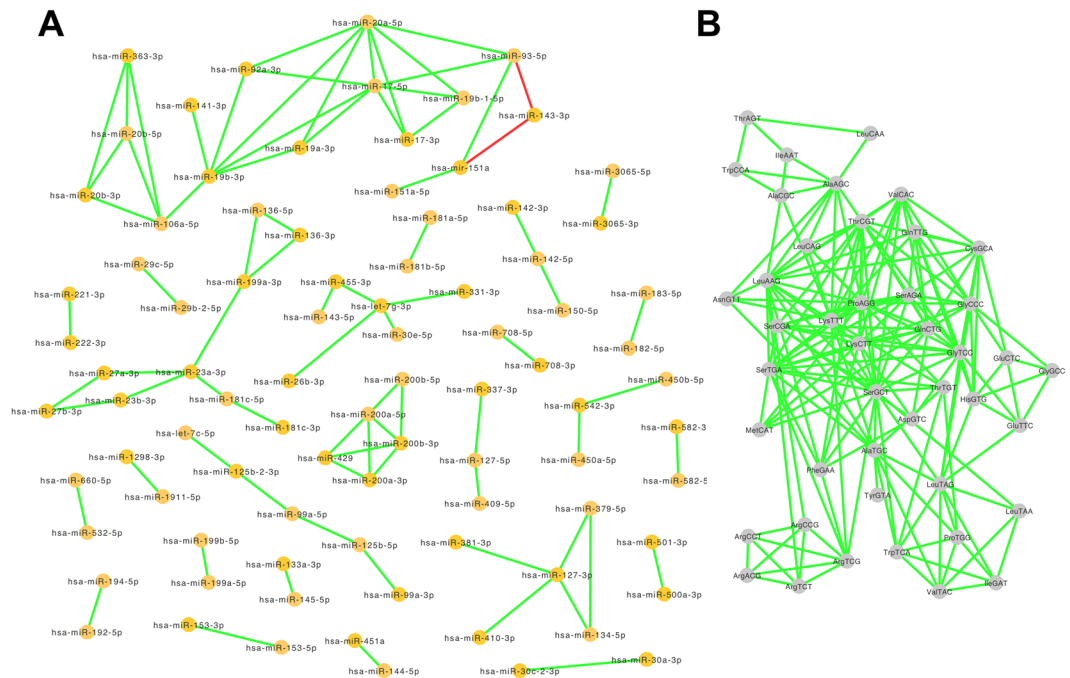 A
B
hsa-miR-20a-5p
hsa-miR-363-3p
hsa-miR-93-5p
hsa-miR-92a-3p
hsa-miR-17-5p
hsa-miR-19b-1-5p
hsa-miR-141-3p
hsa-miR-143-3p
hsa-miR-20b-5p
hsa-miR-17-3p
hsa-miR-19a-3p
hsa-mir-151a
hsa-miR-19b-3p
hsa-miR-3065-5p
hsa-miR-151a-5p
hsa-miR-20b-3p
hsa-miR-136-5p
hsa-miR-142-3p
hsa-miR-181a-5p
hsa-miR-106a-5p
hsa-miR-3065-3p
hsa-miR-136-3p
hsa-miR-142-5p
hsa-miR-29c-5p
hsa-miR-181b-5p
hsa-miR-199a-3p
hsa-miR-455-3p
hsa-miR-331-3p
hsa-miR-183-5p
hsa-miR-221-3p
hsa-let-7g-3p
hsa-miR-29b-2-5p
hsa-miR-143-5p
hsa-miR-150-5p
hsa-miR-708-5p
hsa-miR-30e-5p
hsa-miR-222-3p
hsa-miR-182-5p
hsa-miR-708-3p
hsa-miR-27a-3p
hsa-miR-23a-3p
hsa-miR-26b-3p
hsa-miR-200b-5p
hsa-miR-450b-5p
hsa-miR-337-3p
hsa-miR-23b-3p
hsa-miR-181c-5p
hsa-miR-542-3p
hsa-miR-27b-3p
hsa-miR-200a-5p
hsa-miR-181c-3p
hsa-miR-582-3
hsa-let-7c-5p
hsa-miR-200b-3p
hsa-miR-1298-3p
hsa-miR-429
hsa-miR-127-5p
hsa-miR-450a-5p
hsa-miR-125b-2-3p
hsa-miR-660-5p
hsa-miR-200a-3p
hsa-miR-582-5
hsa-miR-1911-5p
hsa-miR-409-5p
hsa-miR-379-5p
hsa-miR-99a-5p
hsa-miR-532-5p
hsa-miR-199b-5p
hsa-miR-125b-5p
hsa-miR-381-3p
hsa-miR-501-3p
hsa-miR-133a-3p
hsa-miR-127-3p
hsa-miR-194-5p
hsa-miR-199a-5p
hsa-miR-99a-3p
hsa-miR-500a-3p
hsa-miR-145-5p
hsa-miR-153-3p
hsa-miR-192-5p
hsa-miR-410-3p
hsa-miR-134-5p
hsa-miR-451a
hsa-miR-153-5p
hsa-miR-30a-3p
hsa-miR-144-5p
hsa-miR-30c-2-3p
ThrAGT
LeuCAA
IleAAT
TrpCCA
AlaAGC
AlaCGC
ValCAC
ThrCGT
GlnTTG
LeuCAG
CysGCA
LeuAAG
SerAGA
AsnGTT
ProAGG
GlyCCC
LysTTT
SerCGA
GlnCTG
LysCTT
GlyTCC
GluCTC
SerTGA
GlyGCC
ThrTGT
SerGCT
HisGTG
AspGTC
GluTTC
MetCAT
AlaTGC
PheGAA
LeuTAG
TyrGTA
LeuTAA
ArgCCG
ArgCCT
ProTGG
TrpTCA
ArgTCG
ArgACG
IleGAT
ArgTCT
ValTAC